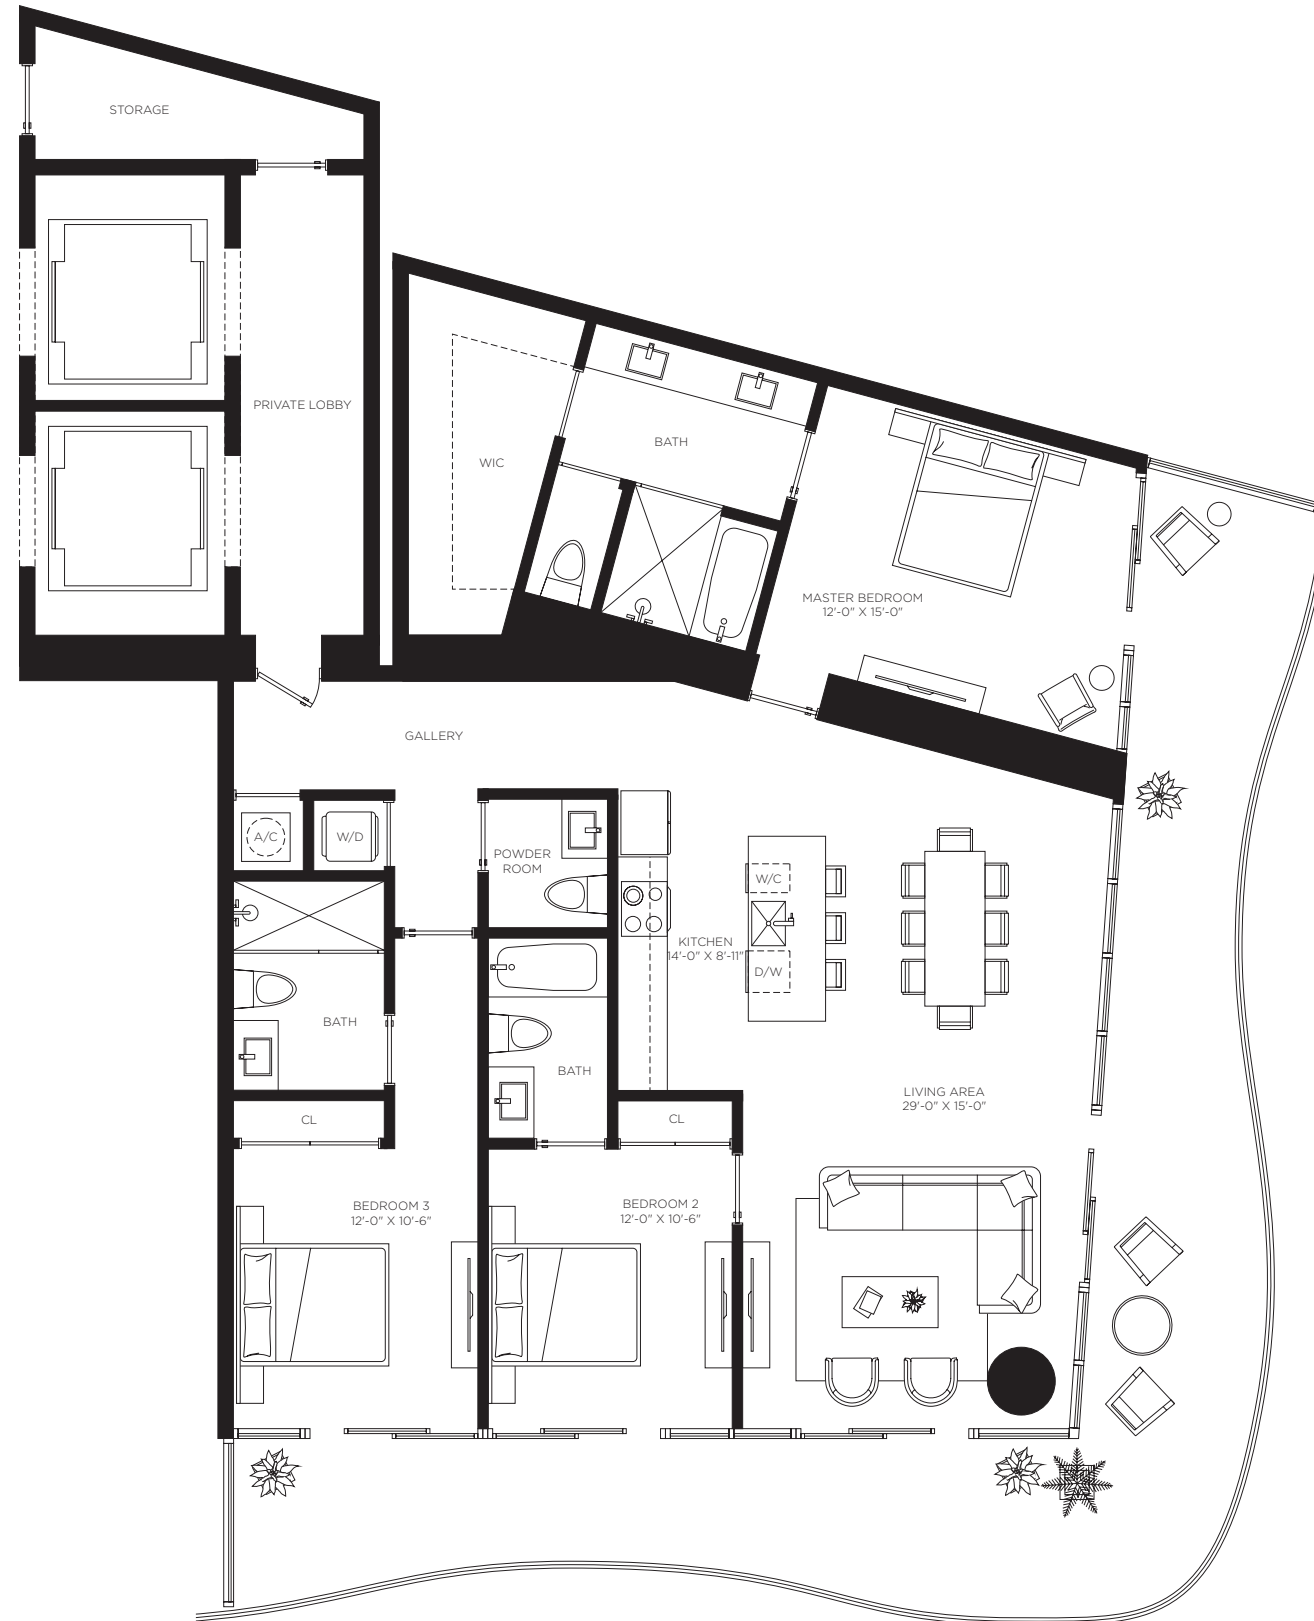 STORAGE
PRIVATE LOBBY
WIC
BATH
MASTER BEDROOM
12'-0" X 15'-0"
GALLERY
A/C
W/D
POWDER
ROOM
W/C
KITCHEN
14'-0" X 8'-11"
D/W
BATH
BATH
LIVING AREA
29'-0" X 15'-0"
CL
CL
BEDROOM 3
12'-0" X 10'-6"
BEDROOM 2
12'-0" X 10'-6"